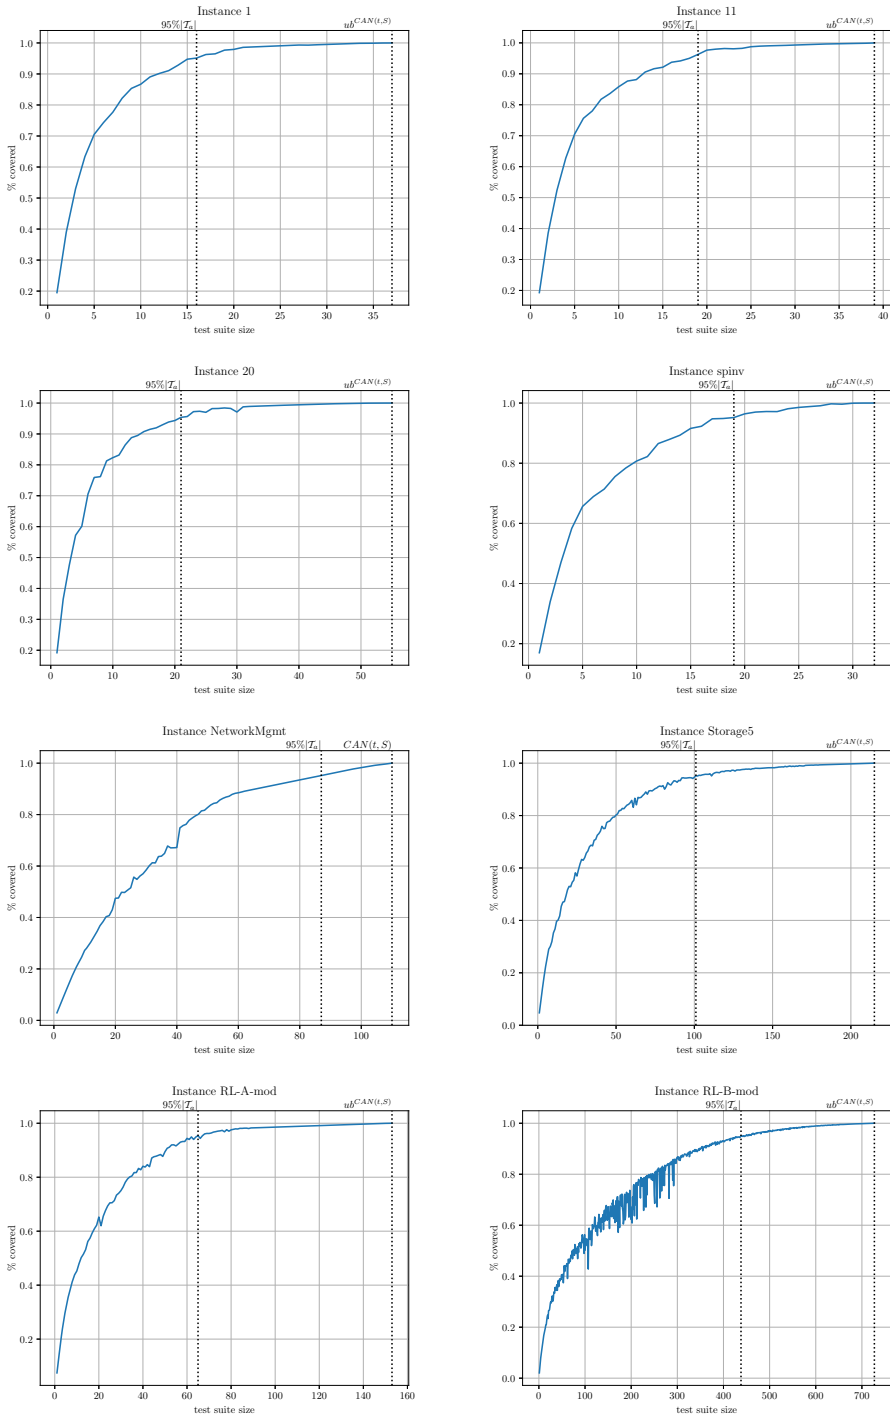 Instance 1
95%|𝒯ₐ| ub^{CAN(t,S)}
1.0
0.9
0.8
0.7
0.6
0.5
0.4
0.3
0.2
% covered
0 5 10 15 20 25 30 35
test suite size
Instance 11
95%|𝒯ₐ| ub^{CAN(t,S)}
1.0
0.9
0.8
0.7
0.6
0.5
0.4
0.3
0.2
% covered
0 5 10 15 20 25 30 35 40
test suite size
Instance 20
95%|𝒯ₐ| ub^{CAN(t,S)}
1.0
0.9
0.8
0.7
0.6
0.5
0.4
0.3
0.2
% covered
0 10 20 30 40 50
test suite size
Instance spinv
95%|𝒯ₐ| ub^{CAN(t,S)}
1.0
0.8
0.6
0.4
0.2
% covered
0 5 10 15 20 25 30
test suite size
Instance NetworkMgmt
95%|𝒯ₐ| CAN(t, S)
1.0
0.8
0.6
0.4
0.2
0.0
% covered
0 20 40 60 80 100
test suite size
Instance Storage5
95%|𝒯ₐ| ub^{CAN(t,S)}
1.0
0.8
0.6
0.4
0.2
0.0
% covered
0 50 100 150 200
test suite size
Instance RL-A-mod
95%|𝒯ₐ| ub^{CAN(t,S)}
1.0
0.8
0.6
0.4
0.2
% covered
0 20 40 60 80 100 120 140 160
test suite size
Instance RL-B-mod
95%|𝒯ₐ| ub^{CAN(t,S)}
1.0
0.8
0.6
0.4
0.2
0.0
% covered
0 100 200 300 400 500 600 700
test suite size